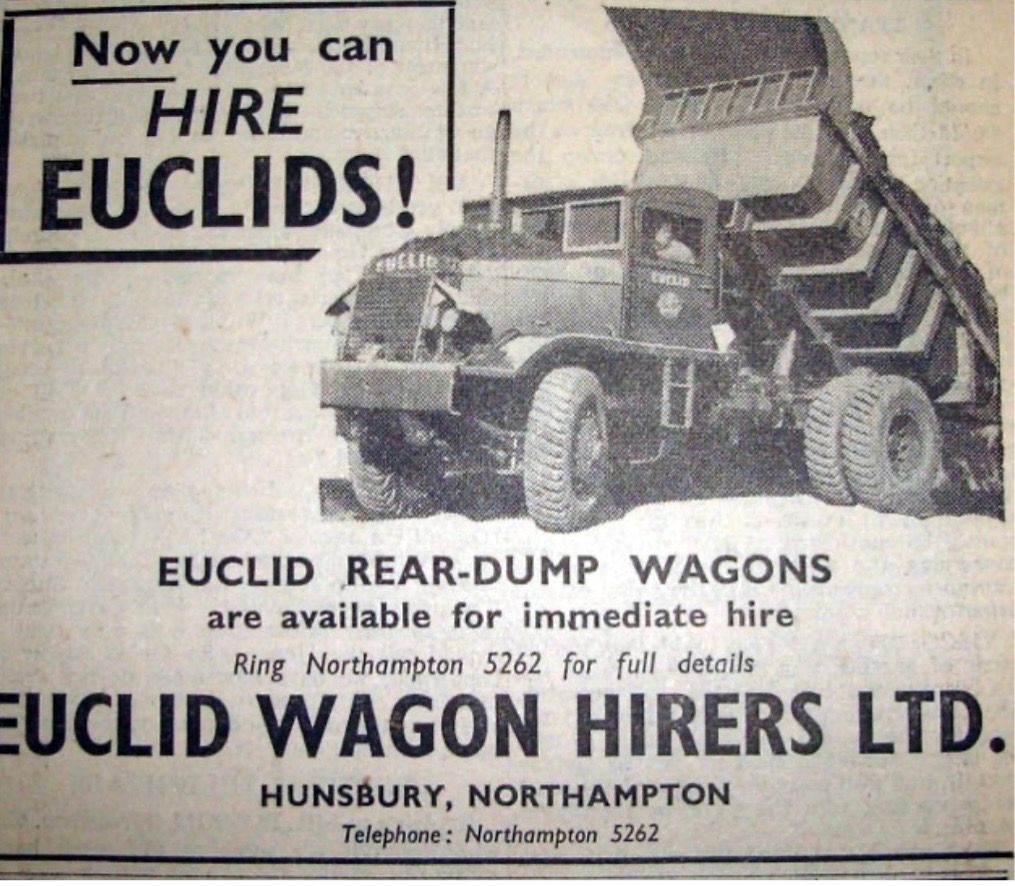 Now you can
HIRE
EUCLIDS!
EUCLID
EUCLID
EUCLID REAR-DUMP WAGONS
are available for immediate hire
Ring Northampton 5262 for full details
EUCLID WAGON HIRERS LTD.
HUNSBURY, NORTHAMPTON
Telephone: Northampton 5262